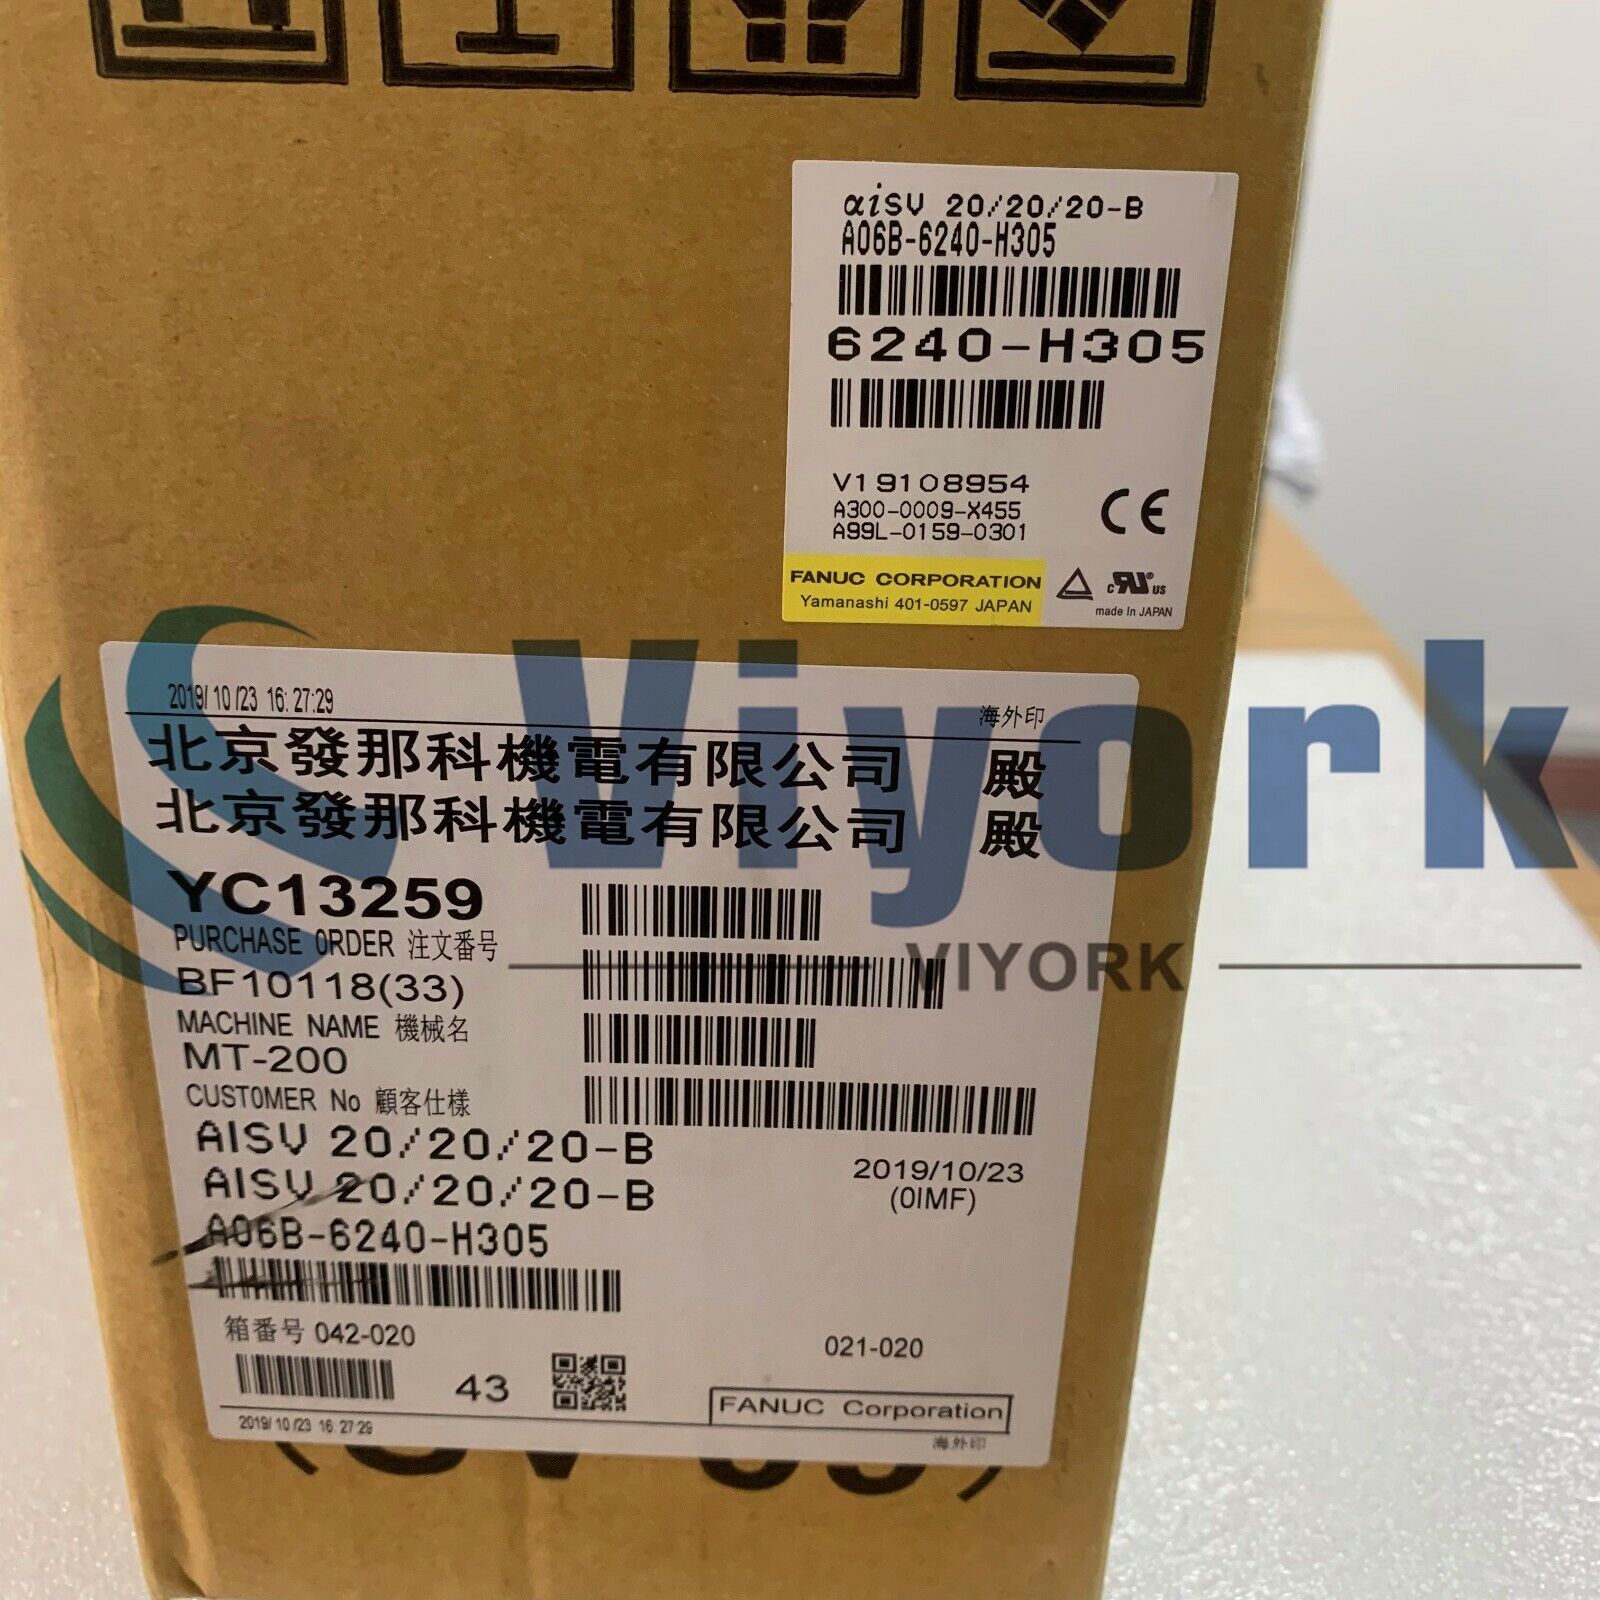 αiSV 20/20/20-B
A06B-6240-H305
6240-H305
V19108954
A300-0009-X455
A99L-0159-0301
CE
FANUC CORPORATION
Yamanashi 401-0597 JAPAN
c RU US
made in JAPAN
2019/10/23 16:27:29
海外印
北京發那科機電有限公司 殿
北京發那科機電有限公司 殿
YC13259
PURCHASE ORDER 注文番号
BF10118(33)
MACHINE NAME 機械名
MT-200
CUSTOMER No 顧客仕様
AISV 20/20/20-B
AISV 20/20/20-B
A06B-6240-H305
2019/10/23
(0IMF)
箱番号 042-020
021-020
43
FANUC Corporation
2019/10/23 16 27:29
海外印
Viyork
VIYORK